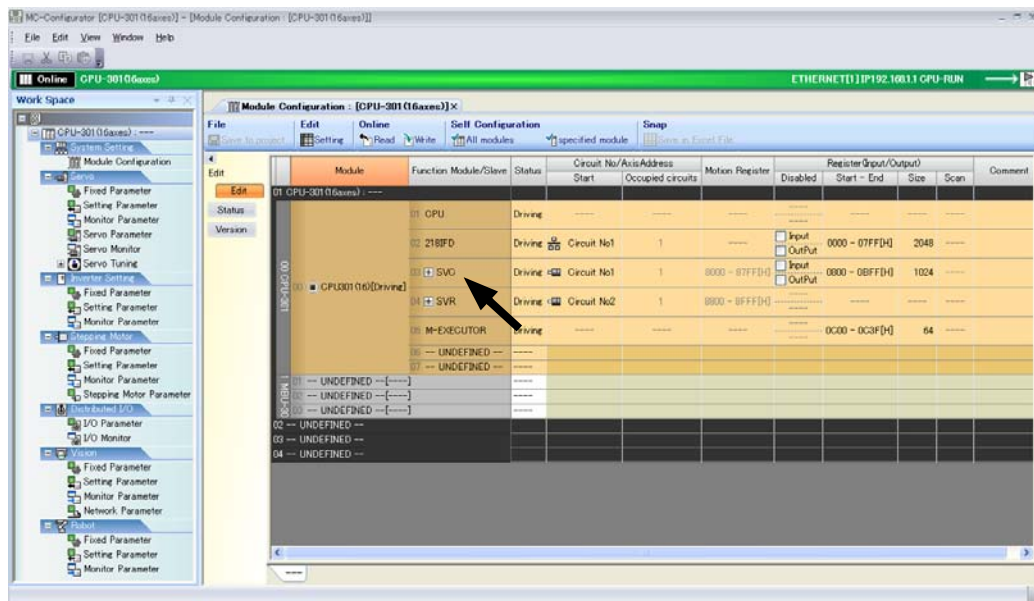 MC-Configurator [CPU-301(16axes)] - [Module Configuration : [CPU-301(16axes)]]
File Edit View Window Help
Online CPU-301(16axes) ETHERNET[1] IP192.168.1.1 CPU-RUN
Work Space
Module Configuration : [CPU-301(16axes)] ×
File Edit Online Self Configuration Snap
Save to project Setting Read Write All modules specified module Save in Excel File
CPU-301(16axes) : ---
System Setting
Module Configuration
Servo
Fixed Parameter
Setting Parameter
Monitor Parameter
Servo Parameter
Servo Monitor
Servo Tuning
Inverter Setting
Fixed Parameter
Setting Parameter
Monitor Parameter
Stepping Motor
Fixed Parameter
Setting Parameter
Monitor Parameter
Stepping Motor Parameter
Distributed I/O
I/O Parameter
I/O Monitor
Vision
Fixed Parameter
Setting Parameter
Monitor Parameter
Network Parameter
Robot
Fixed Parameter
Setting Parameter
Monitor Parameter
Edit
Edit
Status
Version
Module Function Module/Slave Status Circuit No/AxisAddress Motion Register Register(Input/Output) Comment
Start Occupied circuits Disabled Start - End Size Scan
01 CPU-301(16axes) : ----
00 CPU-301
00 CPU301(16)[Driving]
01 CPU Driving ---- ---- ---- ---- ---- ---- ----
02 218IFD Driving Circuit No1 1 ---- Input OutPut 0000 - 07FF[H] 2048 ----
03 SVC Driving Circuit No1 1 8000 - 87FF[H] Input OutPut 0800 - 0BFF[H] 1024 ----
04 SVR Driving Circuit No2 1 8800 - 8FFF[H] ---- ---- ---- ----
05 M-EXECUTOR Driving ---- ---- ---- ---- 0C00 - 0C3F[H] 64 ----
06 -- UNDEFINED -- ----
07 -- UNDEFINED -- ----
01 -- UNDEFINED --[----] ----
02 -- UNDEFINED --[----] ----
03 -- UNDEFINED --[----] ----
02 -- UNDEFINED --
03 -- UNDEFINED --
04 -- UNDEFINED --
----